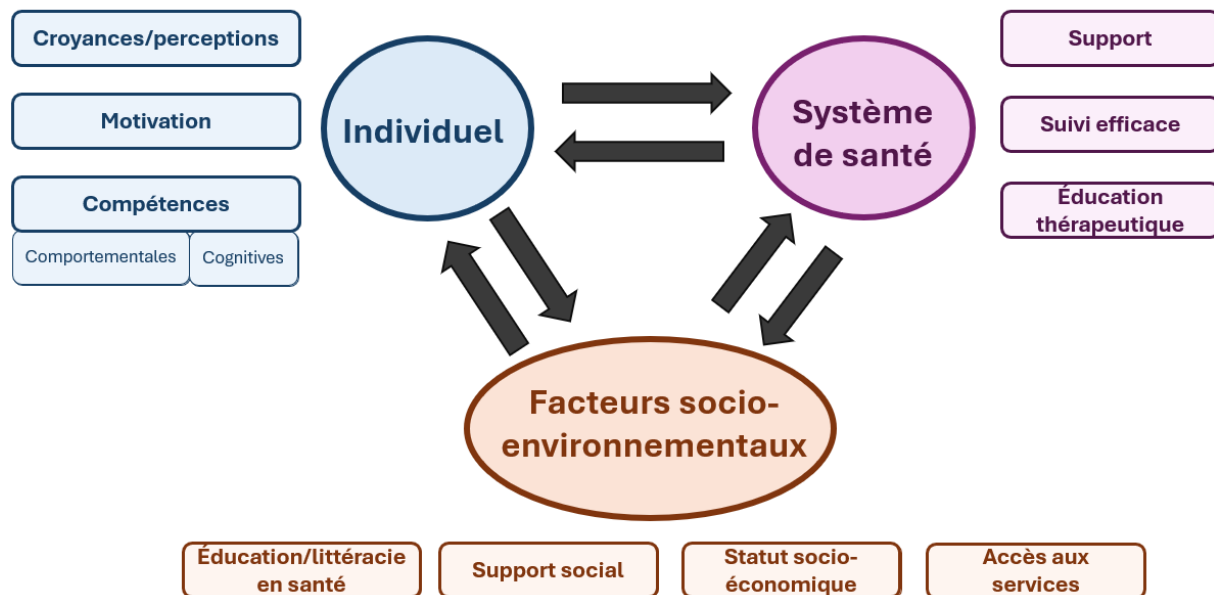 Croyances/perceptions
Motivation
Compétences
Comportementales
Cognitives
Individuel
Système
de santé
Support
Suivi efficace
Éducation
thérapeutique
Facteurs socio-
environnementaux
Éducation/littéracie
en santé
Support social
Statut socio-
économique
Accès aux
services